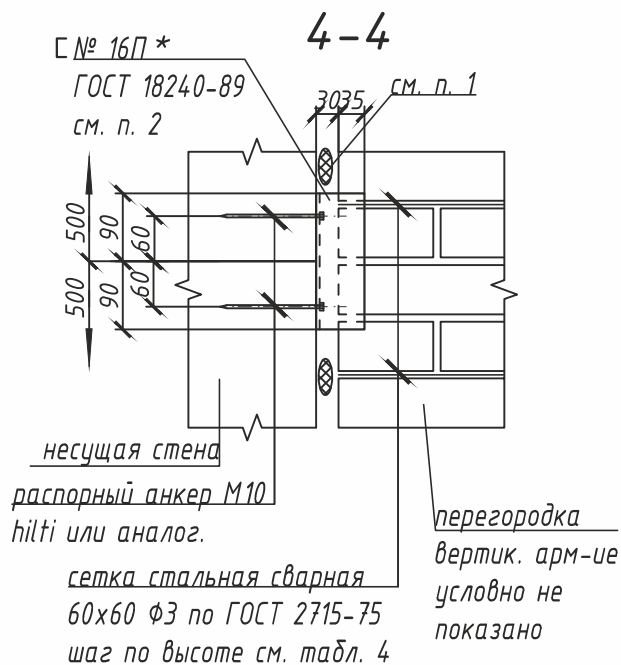 4-4
⊏ № 16П *
ГОСТ 18240-89
см. п. 2
см. п. 1
30 35
500
90
60
500
90
60
несущая стена
распорный анкер М10
hilti или аналог.
сетка стальная сварная
60х60 Ф3 по ГОСТ 2715-75
шаг по высоте см. табл. 4
перегородка
вертик. арм-ие
условно не
показано